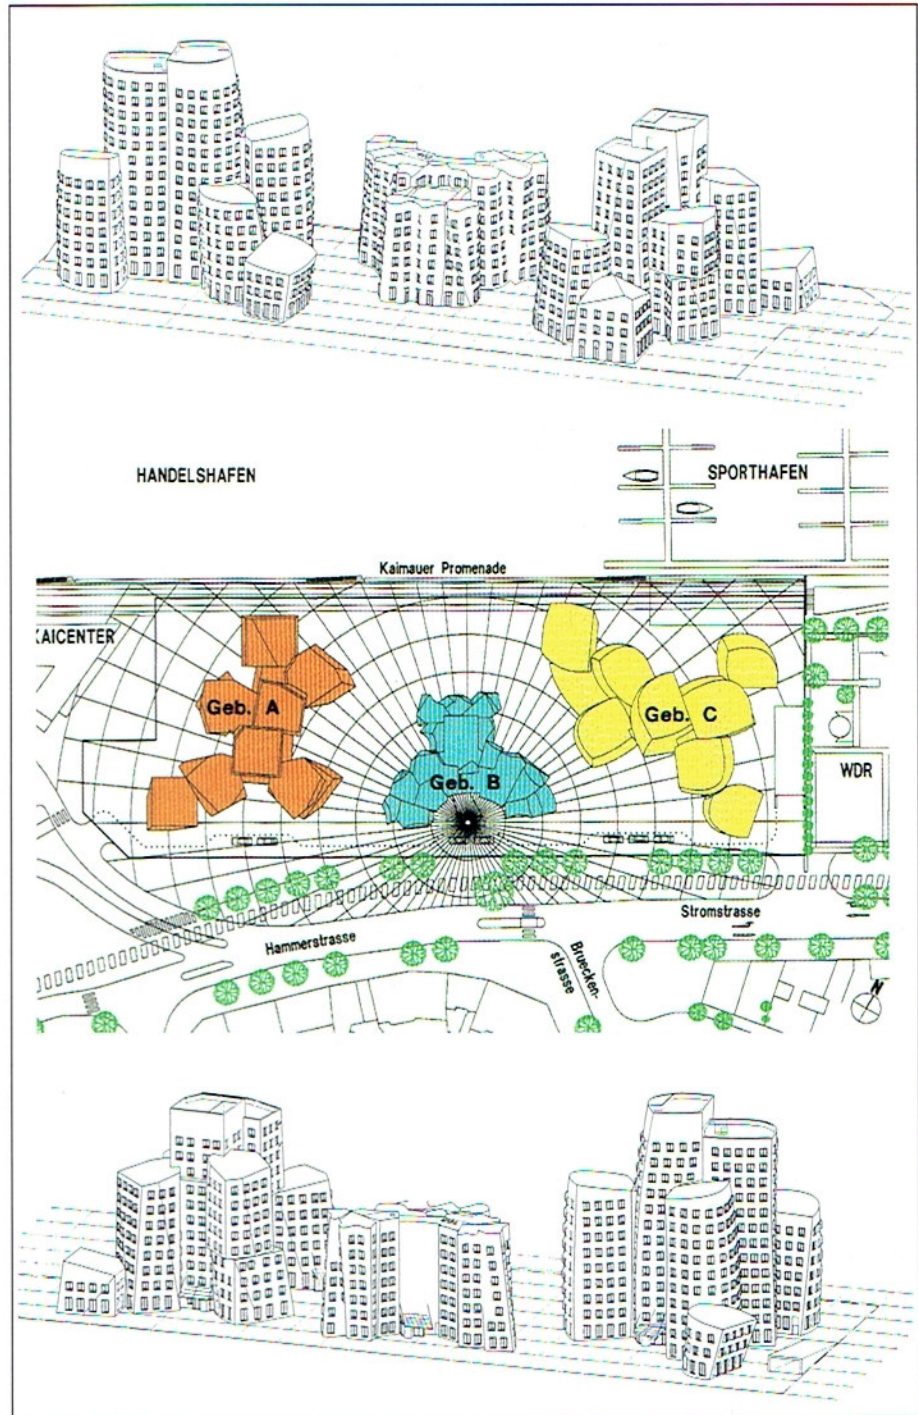 HANDELSHAFEN
SPORTHAFEN
Kaimauer Promenade
KAICENTER
Geb. A
Geb. B
Geb. C
WDR
Stromstrasse
Hammerstrasse
Bruecken-
strasse
N